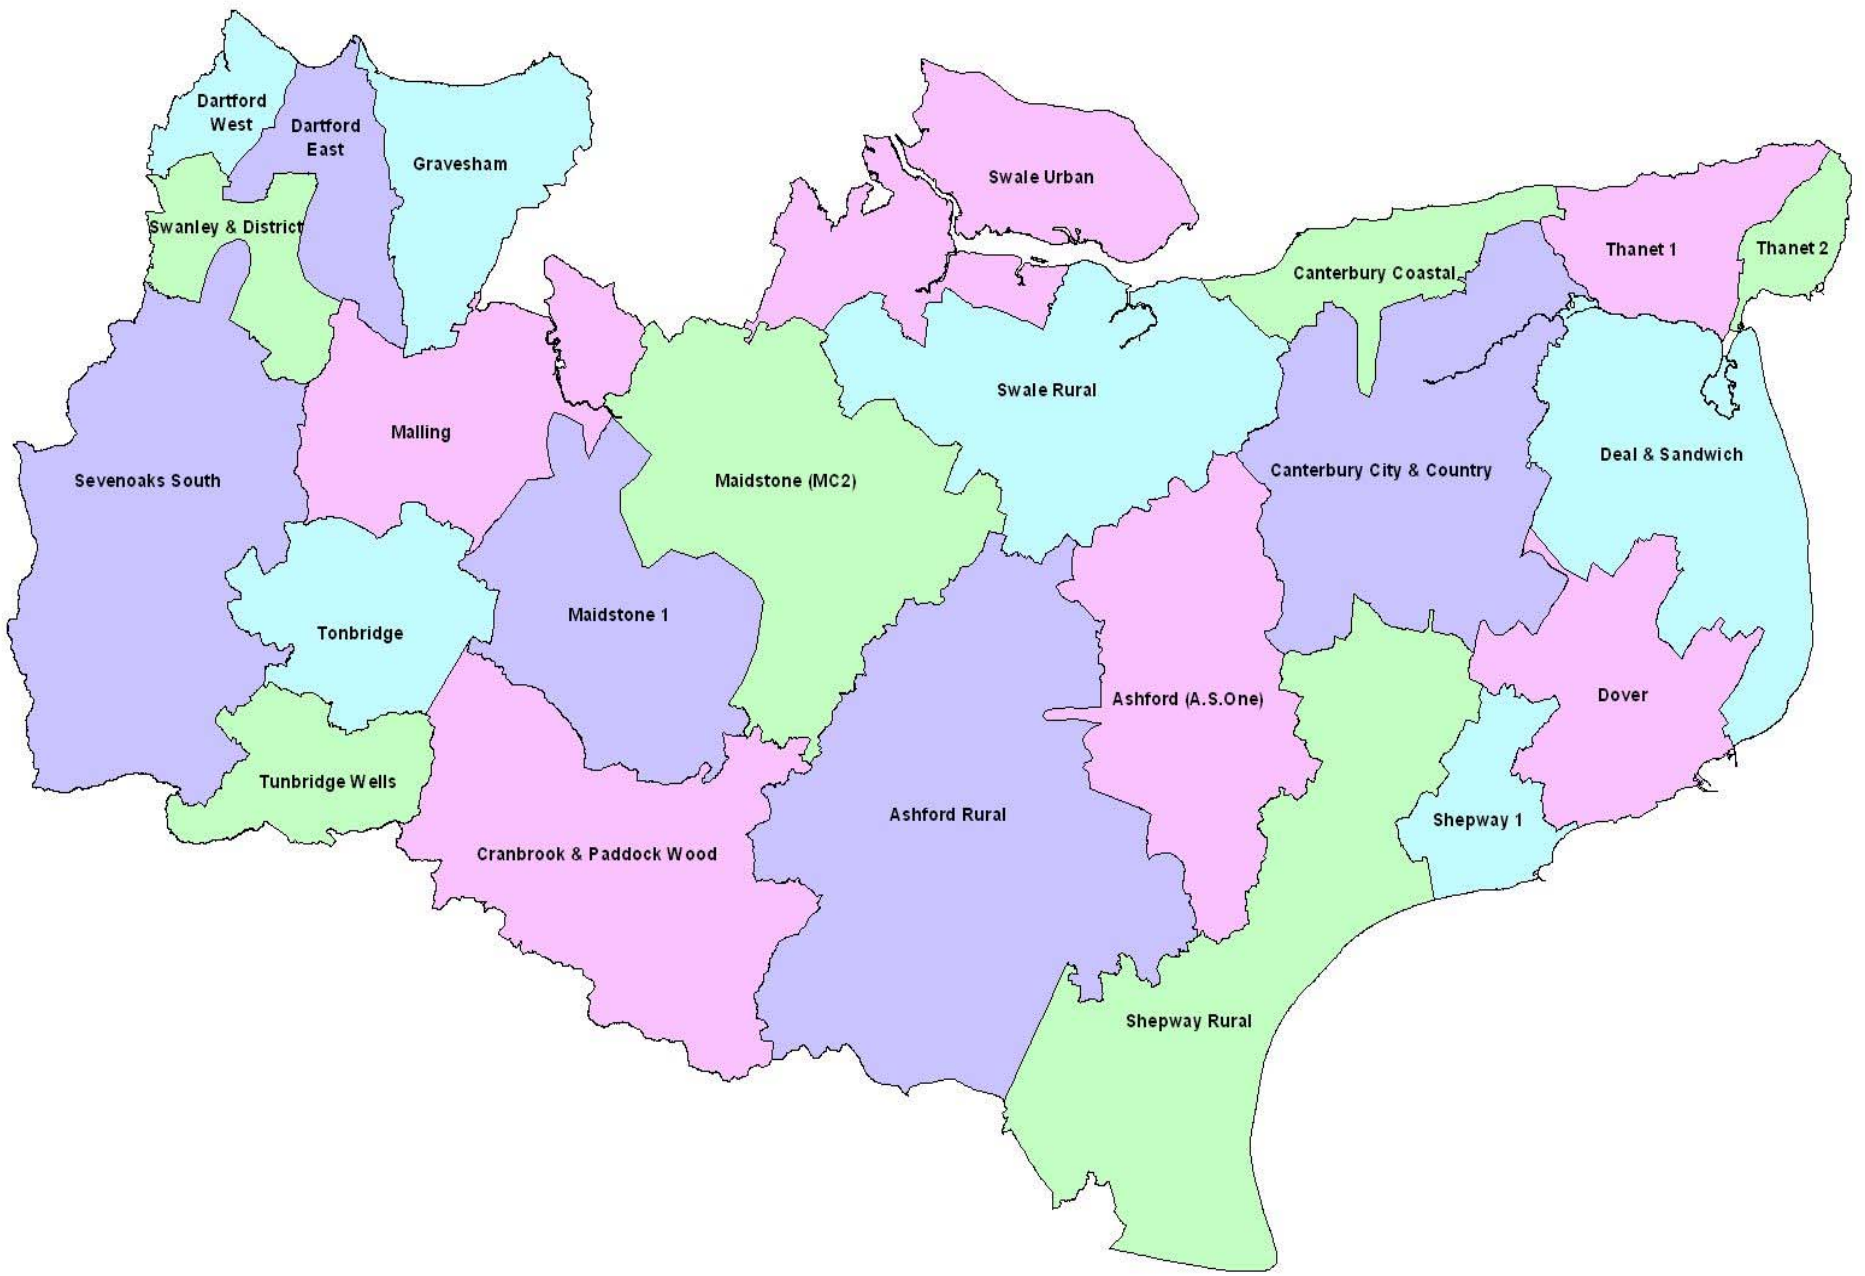 Dartford
West
Dartford
East
Gravesham
Swale Urban
Swanley & District
Thanet 1
Thanet 2
Canterbury Coastal
Swale Rural
Malling
Deal & Sandwich
Sevenoaks South
Maidstone (MC2)
Canterbury City & Country
Maidstone 1
Tonbridge
Ashford (A.S.One)
Dover
Tunbridge Wells
Ashford Rural
Shepway 1
Cranbrook & Paddock Wood
Shepway Rural